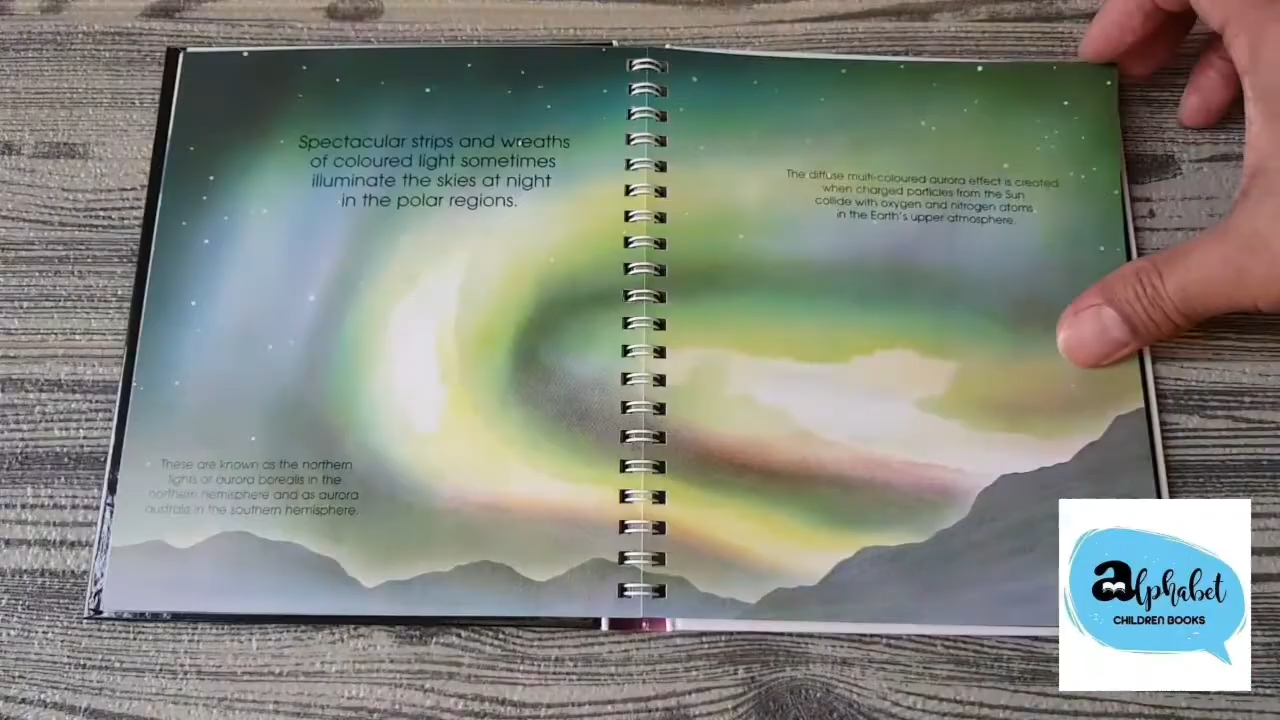 Spectacular strips and wreaths
of coloured light sometimes
illuminate the skies at night
in the polar regions.
These are known as the northern
lights or aurora borealis in the
northern hemisphere and as aurora
australis in the southern hemisphere.
The diffuse multi-coloured aurora effect is created
when charged particles from the Sun
collide with oxygen and nitrogen atoms
in the Earth's upper atmosphere.
alphabet
CHILDREN BOOKS